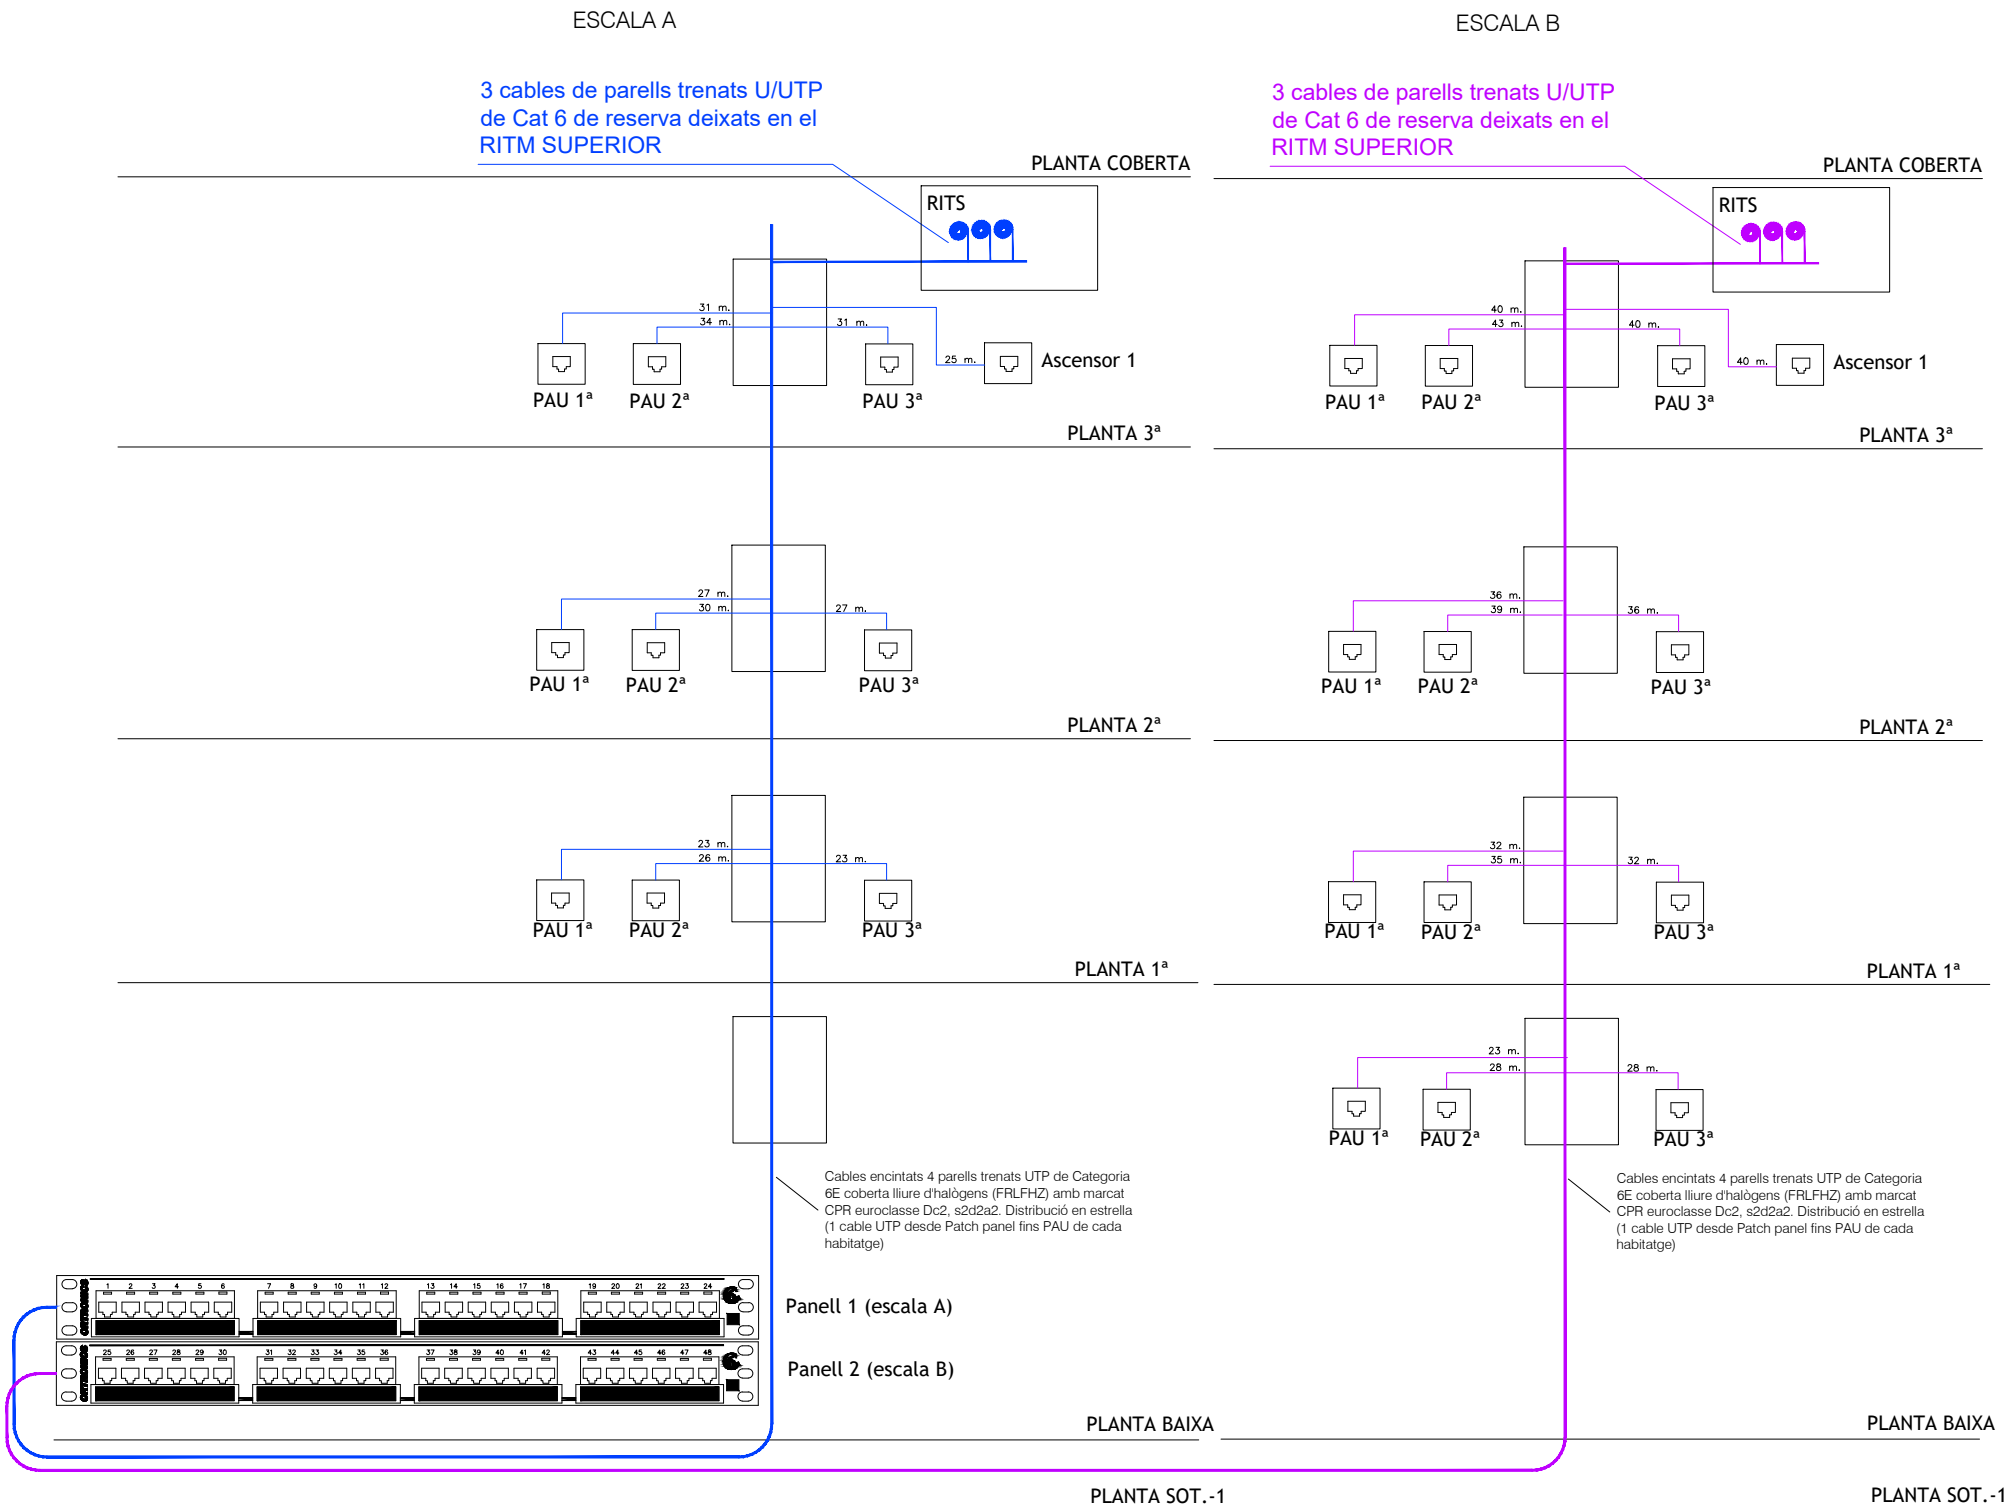 ESCALA A
ESCALA B
3 cables de parells trenats U/UTP
de Cat 6 de reserva deixats en el
RITM SUPERIOR
3 cables de parells trenats U/UTP
de Cat 6 de reserva deixats en el
RITM SUPERIOR
PLANTA COBERTA
PLANTA COBERTA
RITS
RITS
31 m.
34 m.
31 m.
25 m.
Ascensor 1
PAU 1ª
PAU 2ª
PAU 3ª
40 m.
43 m.
40 m.
40 m.
Ascensor 1
PAU 1ª
PAU 2ª
PAU 3ª
PLANTA 3ª
PLANTA 3ª
27 m.
30 m.
27 m.
PAU 1ª
PAU 2ª
PAU 3ª
36 m.
39 m.
36 m.
PAU 1ª
PAU 2ª
PAU 3ª
PLANTA 2ª
PLANTA 2ª
23 m.
26 m.
23 m.
PAU 1ª
PAU 2ª
PAU 3ª
32 m.
35 m.
32 m.
PAU 1ª
PAU 2ª
PAU 3ª
PLANTA 1ª
PLANTA 1ª
23 m.
28 m.
28 m.
PAU 1ª
PAU 2ª
PAU 3ª
Cables encintats 4 parells trenats UTP de Categoria
6E coberta lliure d'halògens (FRLFHZ) amb marcat
CPR euroclasse Dc2, s2d2a2. Distribució en estrella
(1 cable UTP desde Patch panel fins PAU de cada
habitatge)
Cables encintats 4 parells trenats UTP de Categoria
6E coberta lliure d'halògens (FRLFHZ) amb marcat
CPR euroclasse Dc2, s2d2a2. Distribució en estrella
(1 cable UTP desde Patch panel fins PAU de cada
habitatge)
1 2 3 4 5 6 7 8 9 10 11 12 13 14 15 16 17 18 19 20 21 22 23 24
Panell 1 (escala A)
25 26 27 28 29 30 31 32 33 34 35 36 37 38 39 40 41 42 43 44 45 46 47 48
Panell 2 (escala B)
PLANTA BAIXA
PLANTA BAIXA
PLANTA SOT.-1
PLANTA SOT.-1